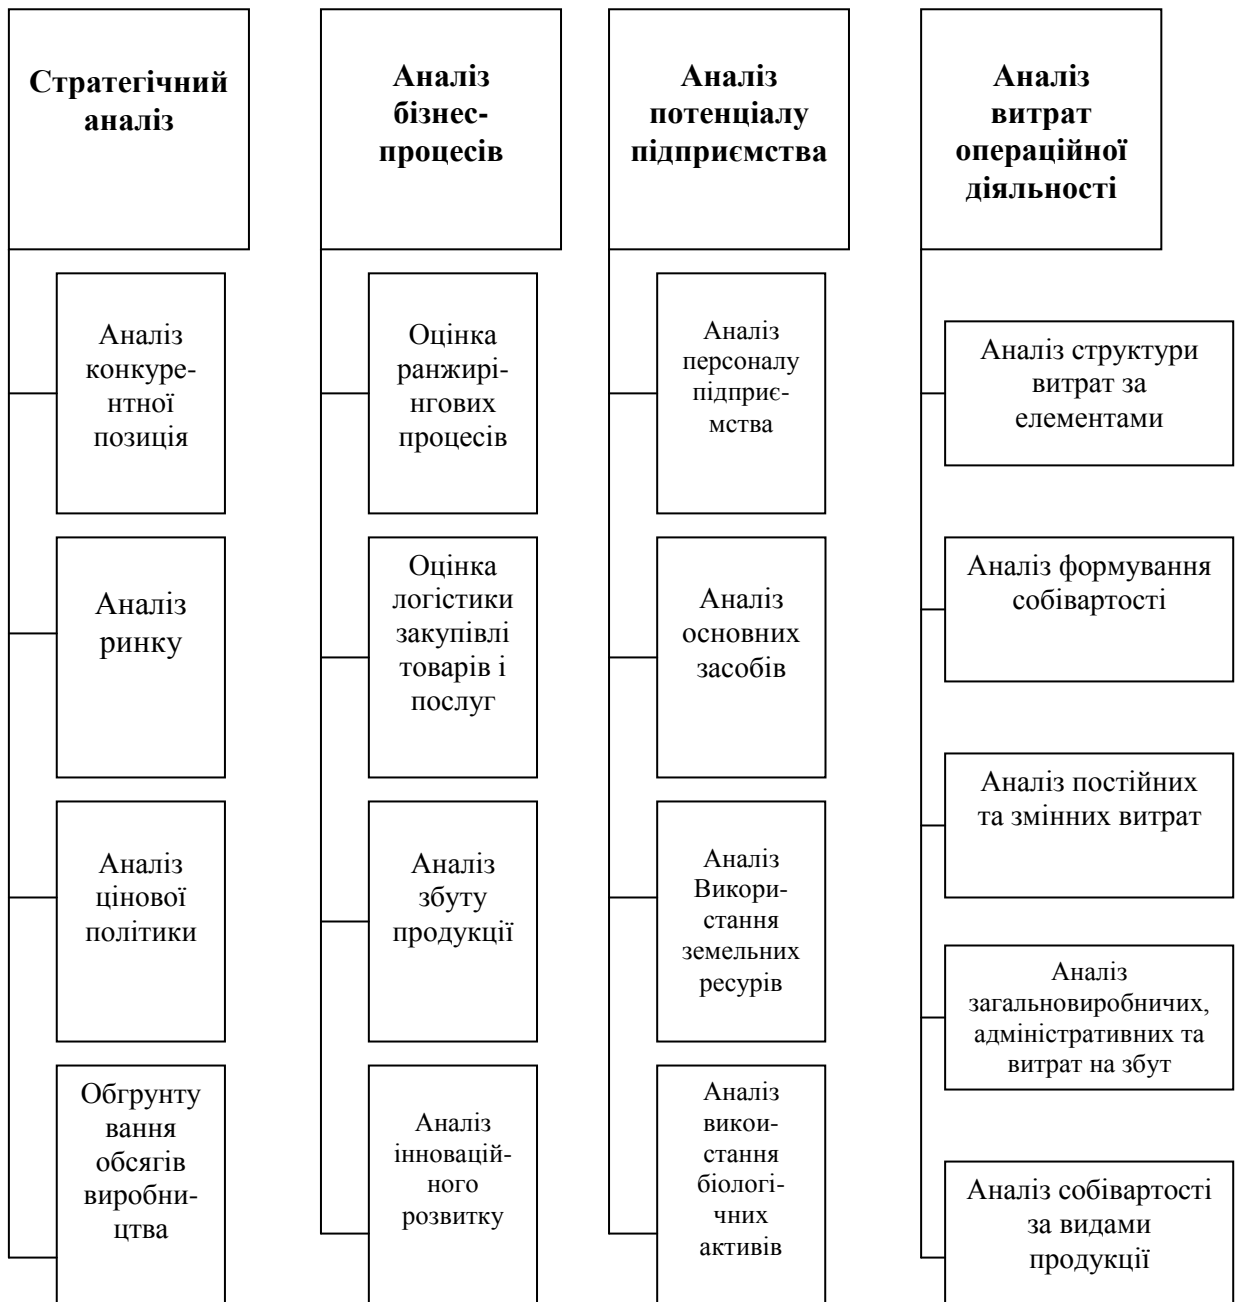 Стратегічний
аналіз
Аналіз
конкуре-
нтної
позиція
Аналіз
ринку
Аналіз
цінової
політики
Обгрунту
вання
обсягів
виробни-
цтва
Аналіз
бізнес-
процесів
Оцінка
ранжирі-
нгових
процесів
Оцінка
логістики
закупівлі
товарів і
послуг
Аналіз
збуту
продукції
Аналіз
інновацій-
ного
розвитку
Аналіз
потенціалу
підприємства
Аналіз
персоналу
підприє-
мства
Аналіз
основних
засобів
Аналіз
Викори-
стання
земельних
ресурів
Аналіз
викои-
стання
біологі-
чних
активів
Аналіз
витрат
операційної
діяльності
Аналіз структури
витрат за
елементами
Аналіз формування
собівартості
Аналіз постійних
та змінних витрат
Аналіз
загальновиробничих,
адміністративних та
витрат на збут
Аналіз собівартості
за видами
продукції